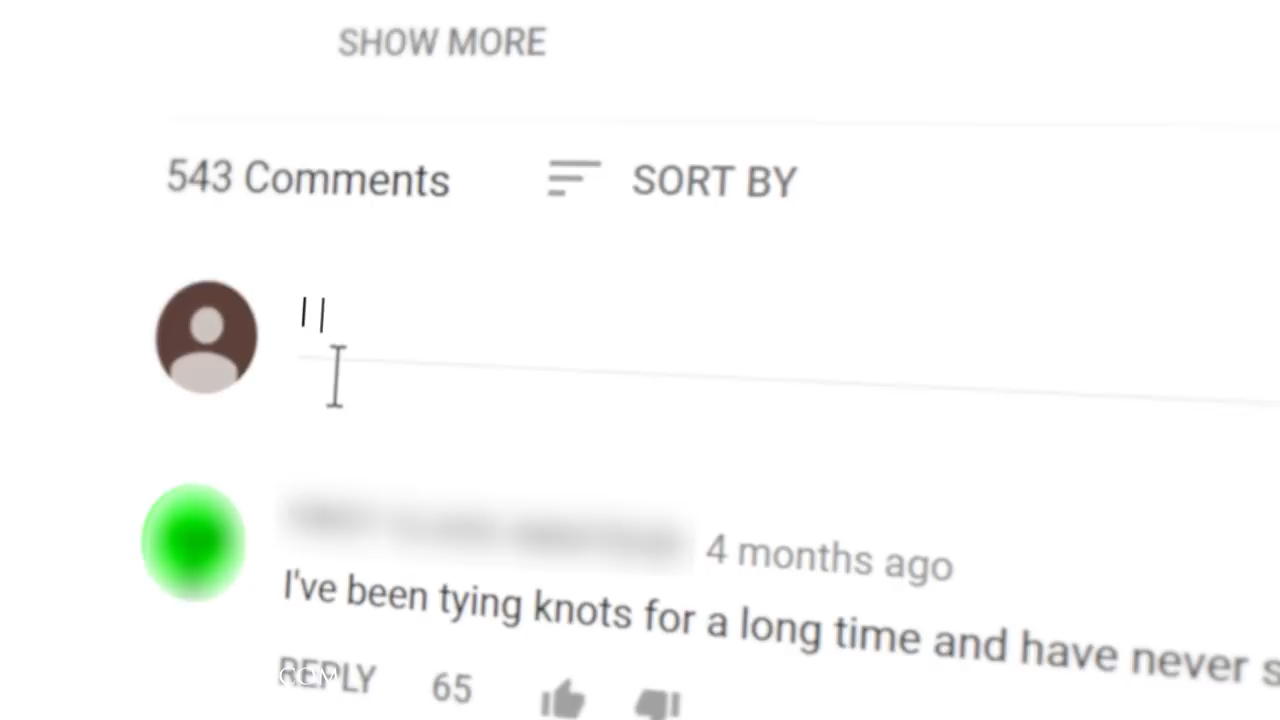 SHOW MORE
543 Comments SORT BY
I
4 months ago
I've been tying knots for a long time and have never s
REPLY 65
.COM